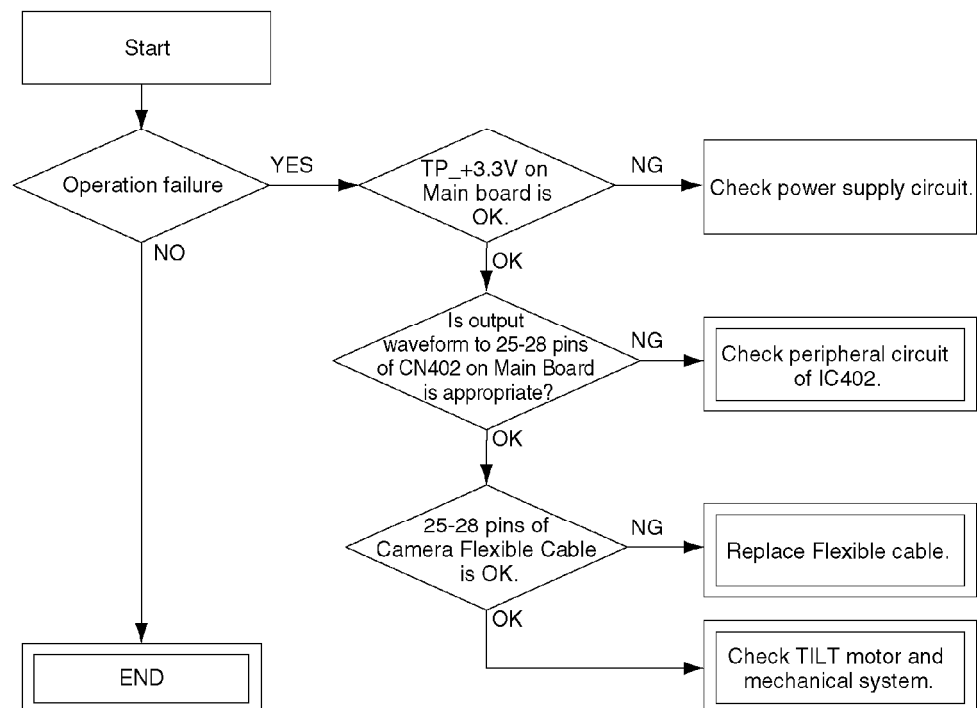 Start
Operation failure
YES
NO
TP_+3.3V on
Main board is
OK.
NG
Check power supply circuit.
OK
Is output
waveform to 25-28 pins
of CN402 on Main Board
is appropriate?
NG
Check peripheral circuit
of IC402.
OK
25-28 pins of
Camera Flexible Cable
is OK.
NG
Replace Flexible cable.
OK
Check TILT motor and
mechanical system.
END